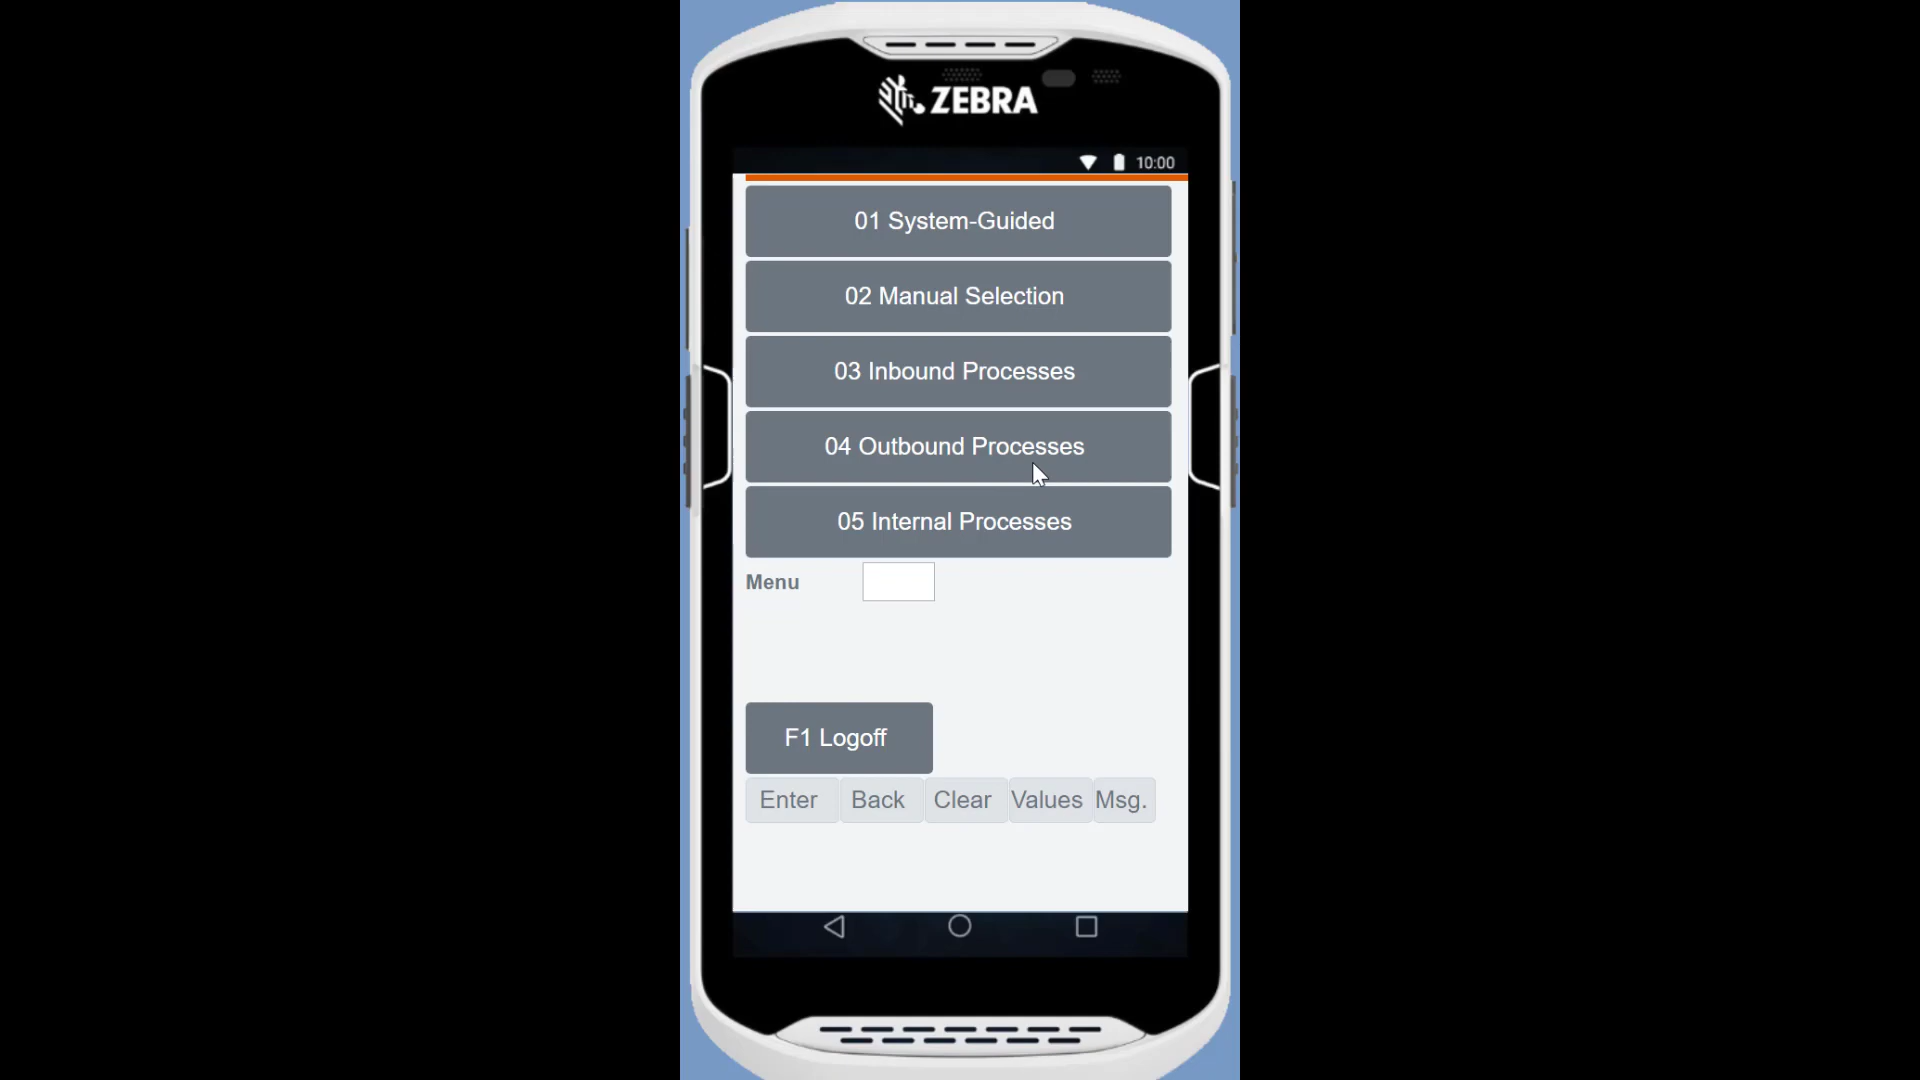 ZEBRA
10:00
01 System-Guided
02 Manual Selection
03 Inbound Processes
04 Outbound Processes
05 Internal Processes
Menu
F1 Logoff
Enter Back Clear Values Msg.